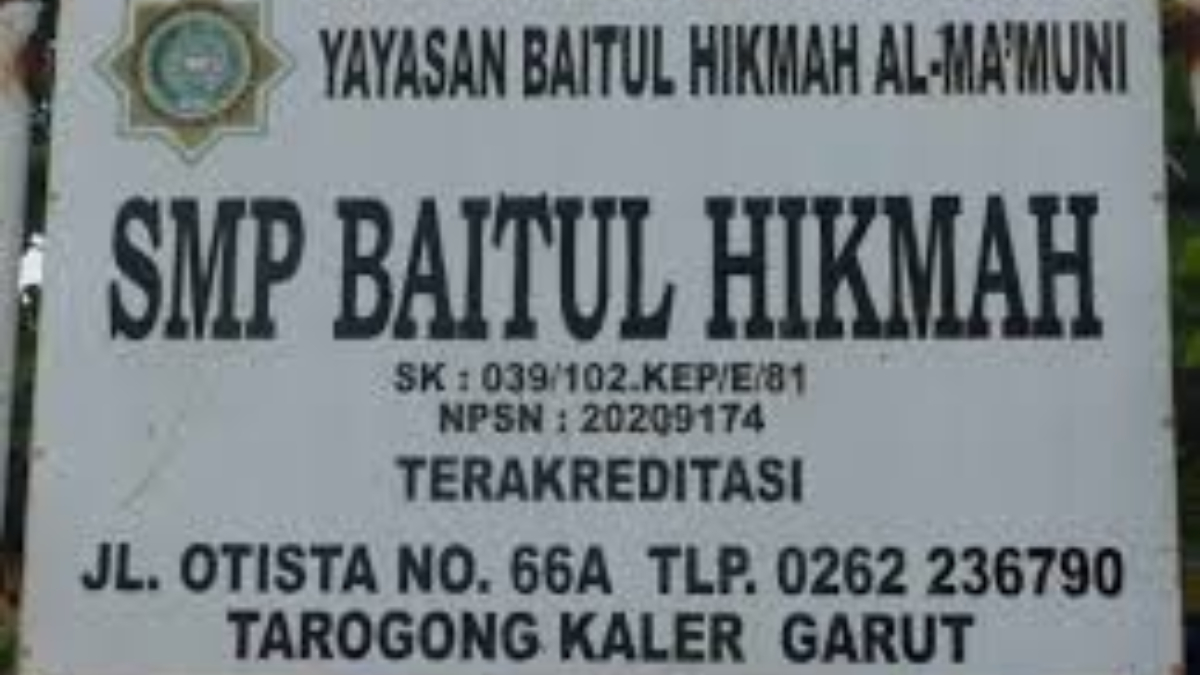 YAYASAN BAITUL HIKMAH AL-MA'MUNI
SMP BAITUL HIKMAH
SK : 039/102.KEP/E/81
NPSN : 20209174
TERAKREDITASI
JL. OTISTA NO. 66A TLP. 0262 236790
TAROGONG KALER GARUT